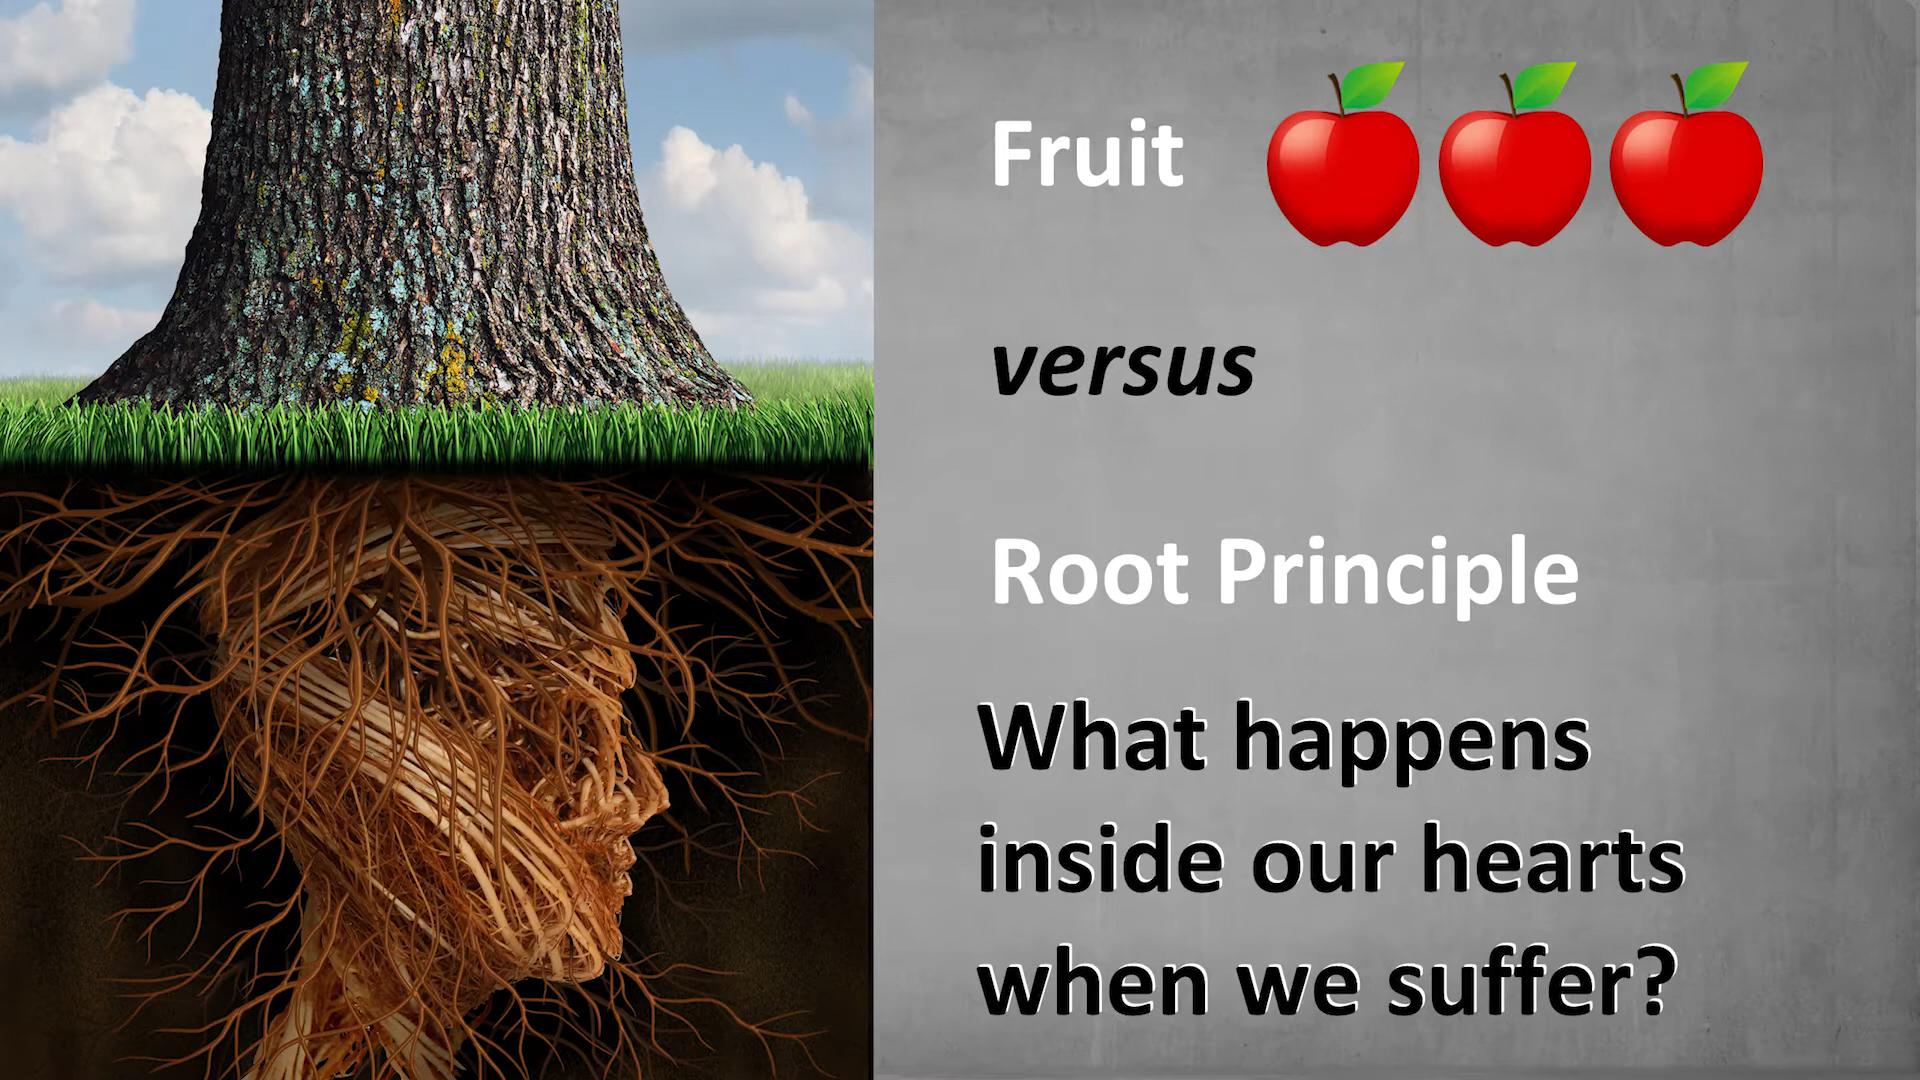 Fruit
versus
Root Principle
What happens
inside our hearts
when we suffer?